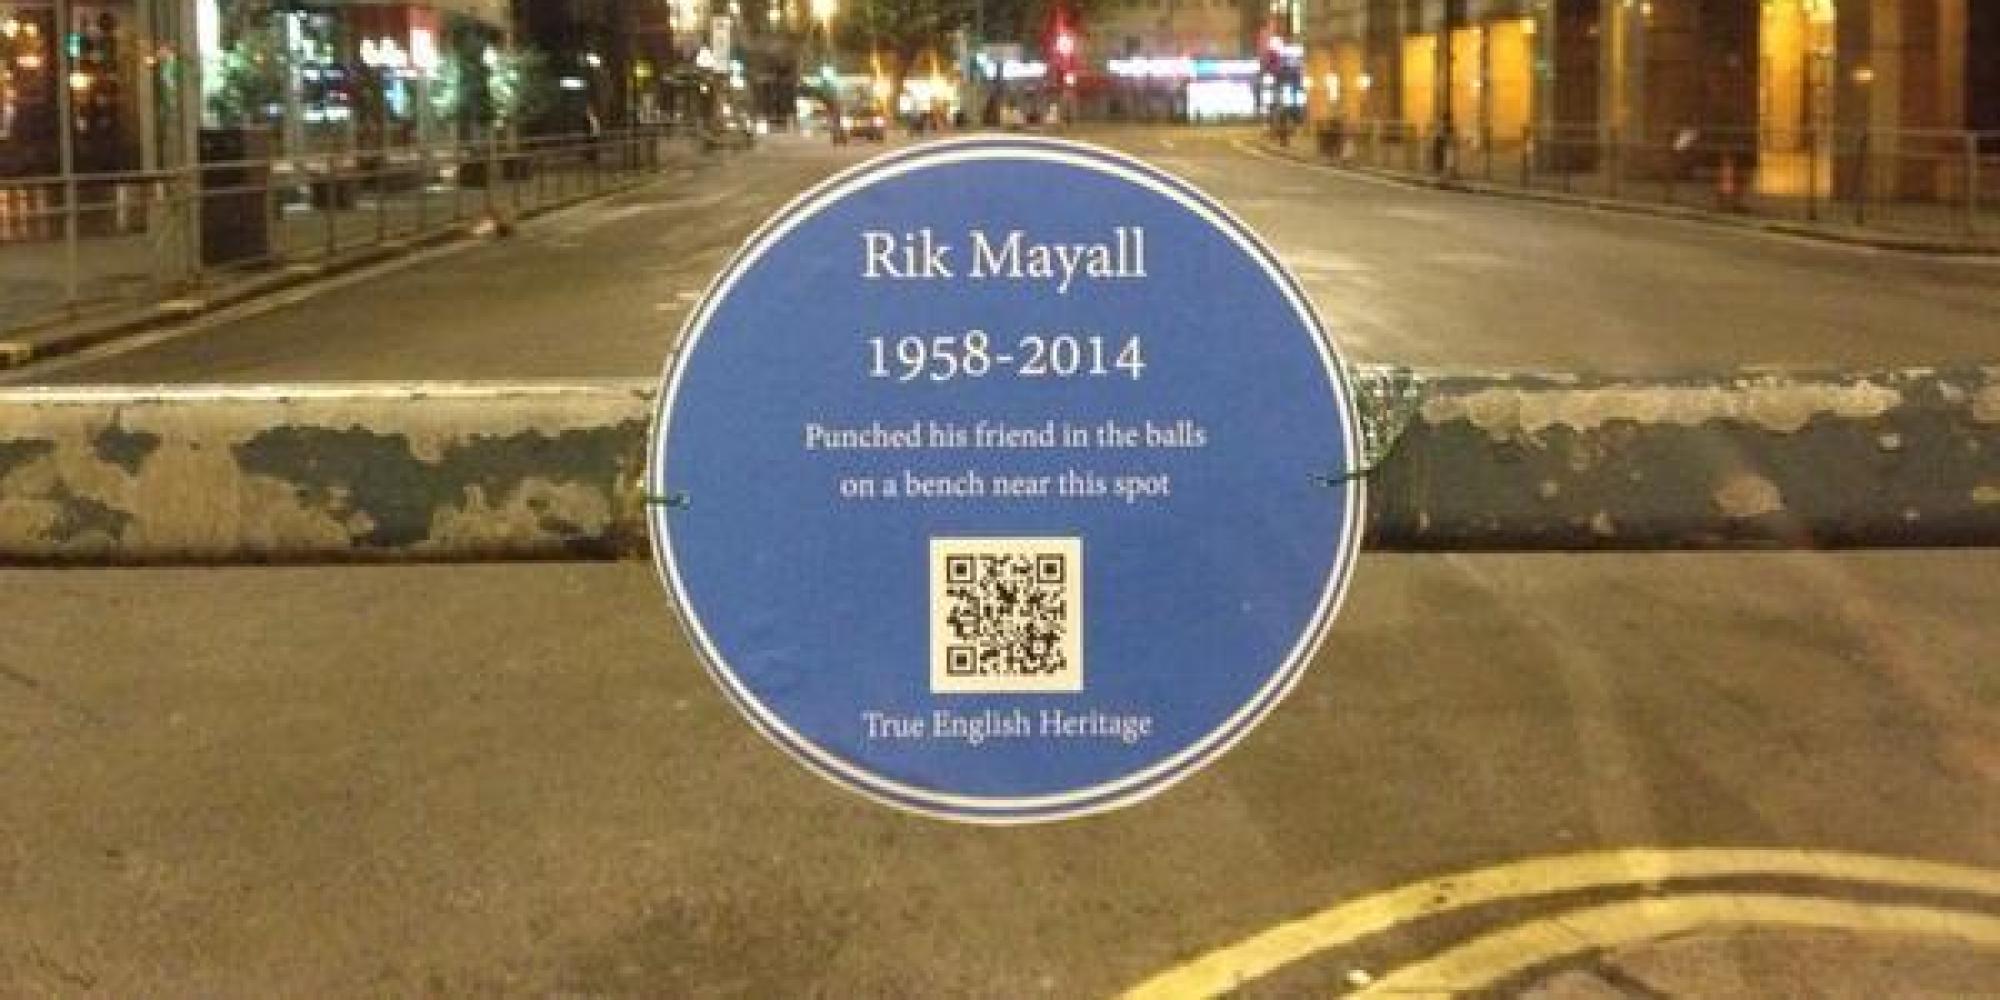 Rik Mayall
1958-2014
Punched his friend in the balls
on a bench near this spot
True English Heritage